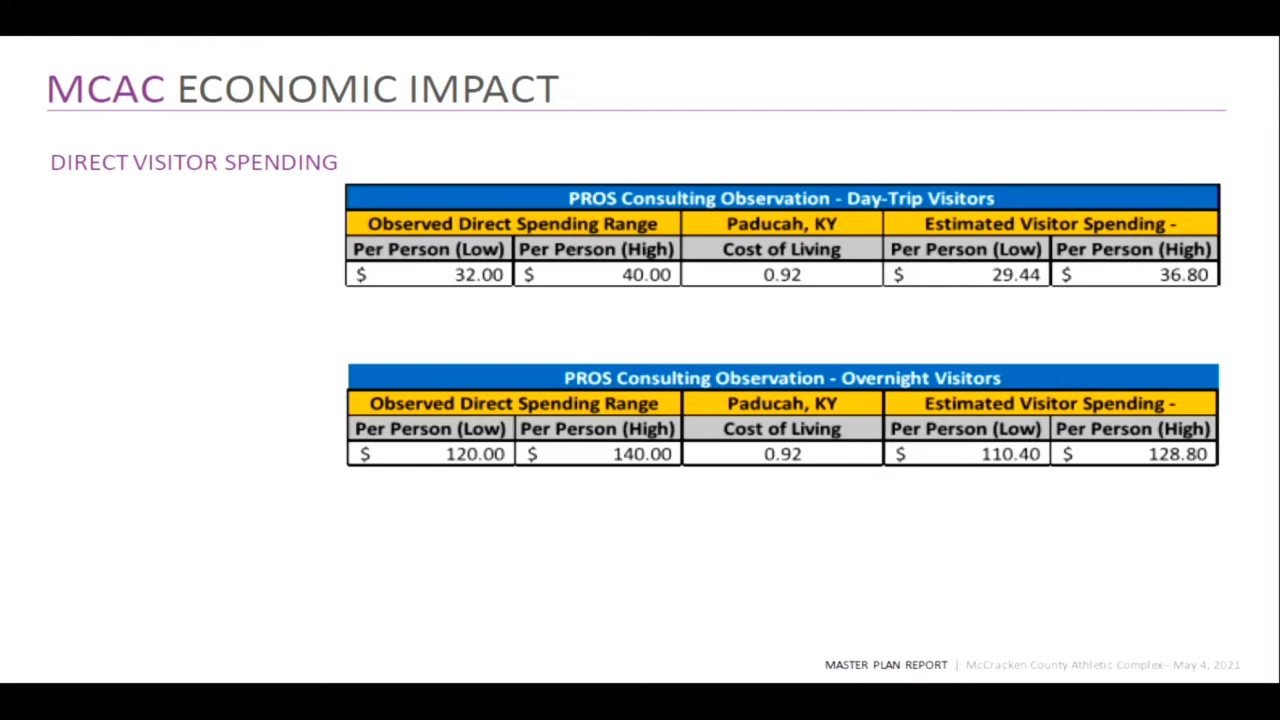 MCAC ECONOMIC IMPACT
DIRECT VISITOR SPENDING
PROS Consulting Observation - Day-Trip Visitors
Observed Direct Spending Range Paducah, KY Estimated Visitor Spending -
Per Person (Low) Per Person (High) Cost of Living Per Person (Low) Per Person (High)
$ 32.00 $ 40.00 0.92 $ 29.44 $ 36.80
PROS Consulting Observation - Overnight Visitors
Observed Direct Spending Range Paducah, KY Estimated Visitor Spending -
Per Person (Low) Per Person (High) Cost of Living Per Person (Low) Per Person (High)
$ 120.00 $ 140.00 0.92 $ 110.40 $ 128.80
MASTER PLAN REPORT | McCracken County Athletic Complex– May 4, 2021